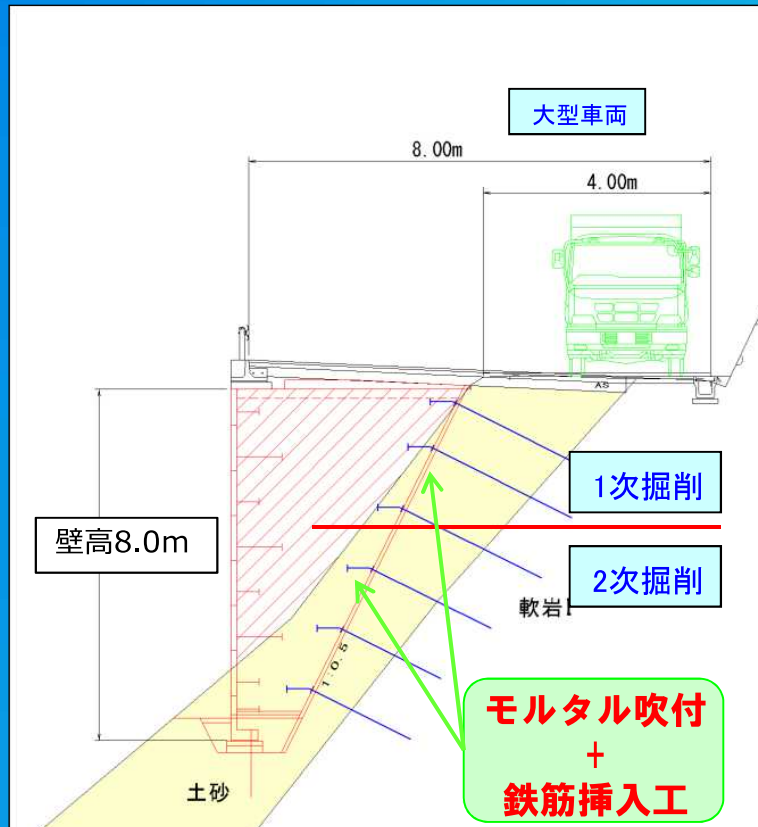 大型車両
8.00m
4.00m
AS
1次掘削
壁高8.0m
2次掘削
軟岩I
1:0.5
モルタル吹付
+
鉄筋挿入工
土砂